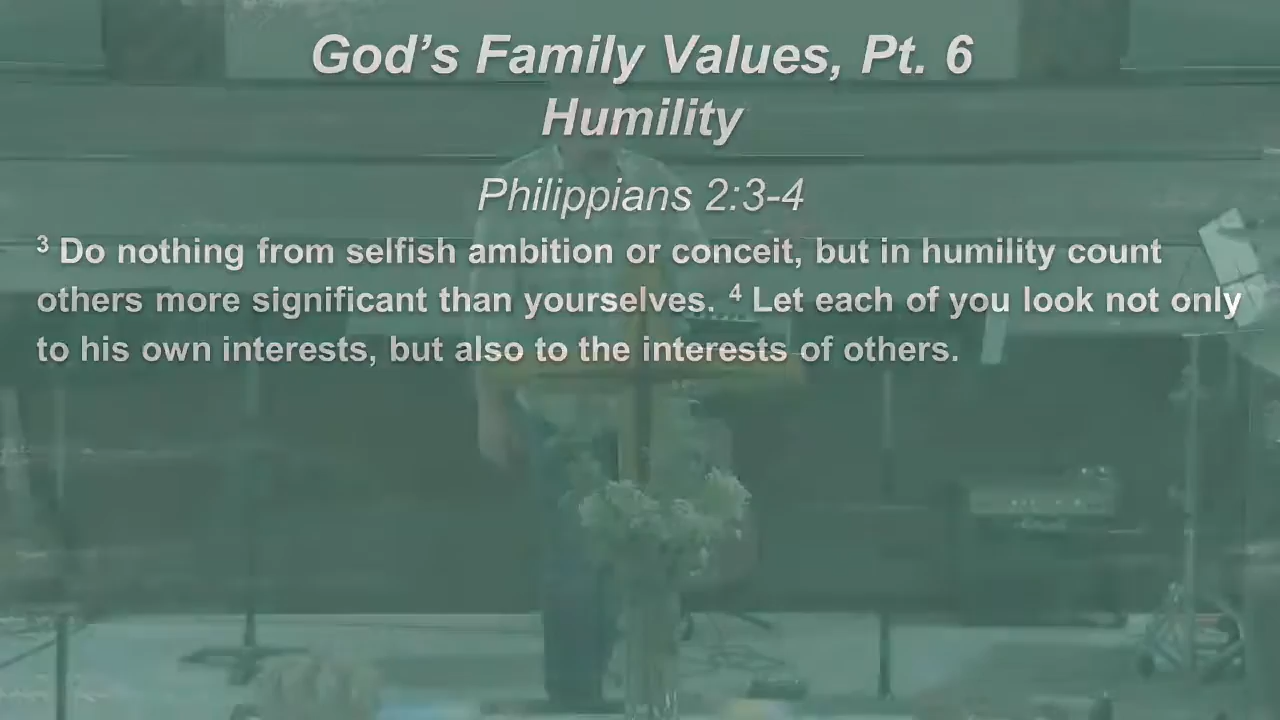 God’s Family Values, Pt. 6
Humility
Philippians 2:3-4
³ Do nothing from selfish ambition or conceit, but in humility count
others more significant than yourselves. ⁴ Let each of you look not only
to his own interests, but also to the interests of others.